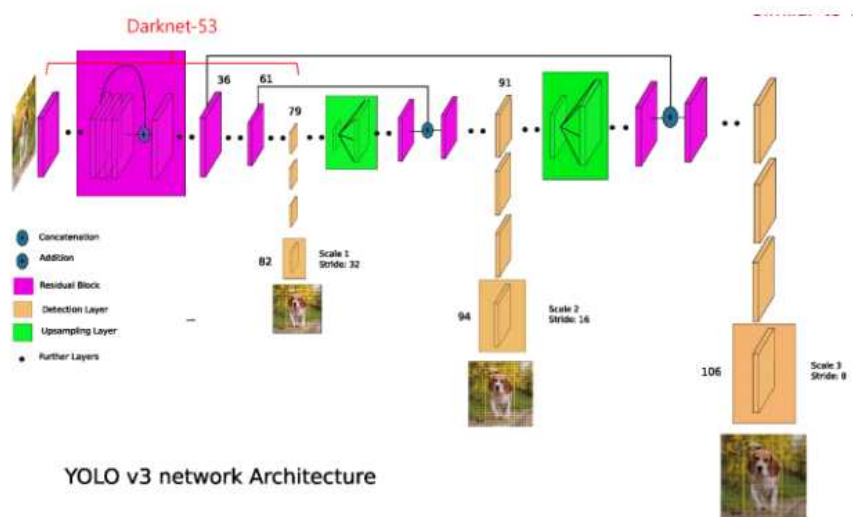 Darknet-53
36
61
79
91
82
Scale 1
Stride: 32
94
Scale 2
Stride: 16
106
Scale 3
Stride: 8
Concatenation
Addition
Residual Block
Detection Layer
Upsampling Layer
Further Layers
YOLO v3 network Architecture